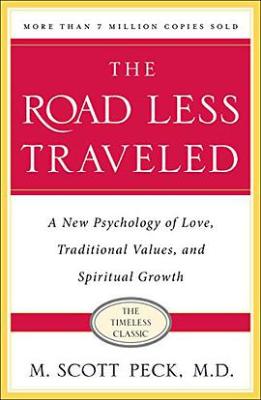 MORE THAN 7 MILLION COPIES SOLD
THE
ROAD LESS
TRAVELED
A New Psychology of Love,
Traditional Values, and
Spiritual Growth
THE
TIMELESS
CLASSIC
M. SCOTT PECK, M.D.